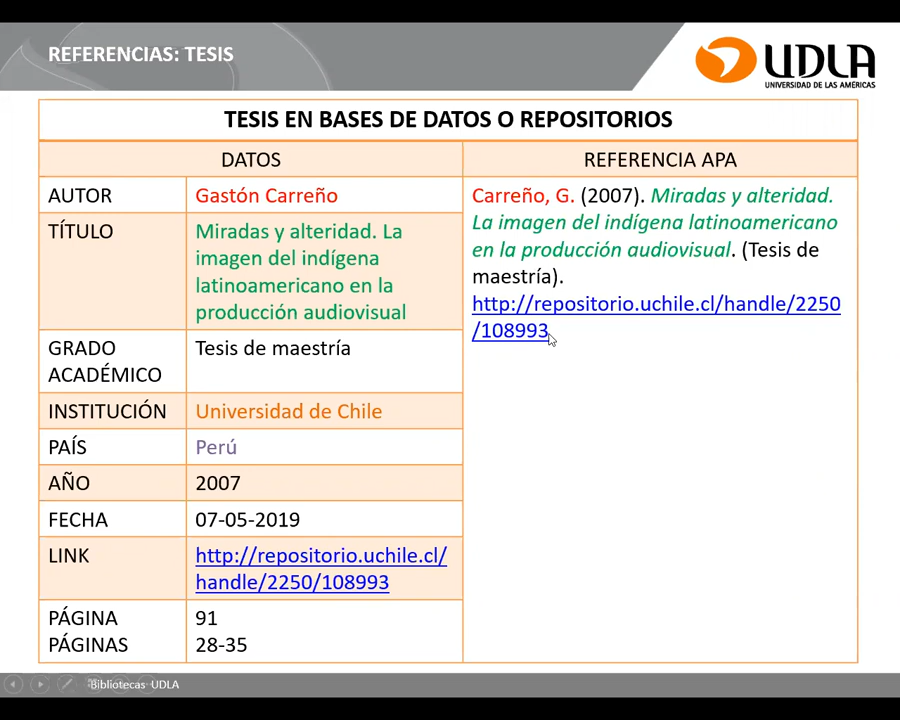 REFERENCIAS: TESIS
UDLA
UNIVERSIDAD DE LAS AMÉRICAS
TESIS EN BASES DE DATOS O REPOSITORIOS
DATOS
REFERENCIA APA
AUTOR
Gastón Carreño
TÍTULO
Miradas y alteridad. La
imagen del indígena
latinoamericano en la
producción audiovisual
GRADO
ACADÉMICO
Tesis de maestría
INSTITUCIÓN
Universidad de Chile
PAÍS
Perú
AÑO
2007
FECHA
07-05-2019
LINK
http://repositorio.uchile.cl/
handle/2250/108993
PÁGINA
91
PÁGINAS
28-35
Carreño, G. (2007). Miradas y alteridad.
La imagen del indígena latinoamericano
en la producción audiovisual. (Tesis de
maestría).
http://repositorio.uchile.cl/handle/2250
/108993
Bibliotecas UDLA